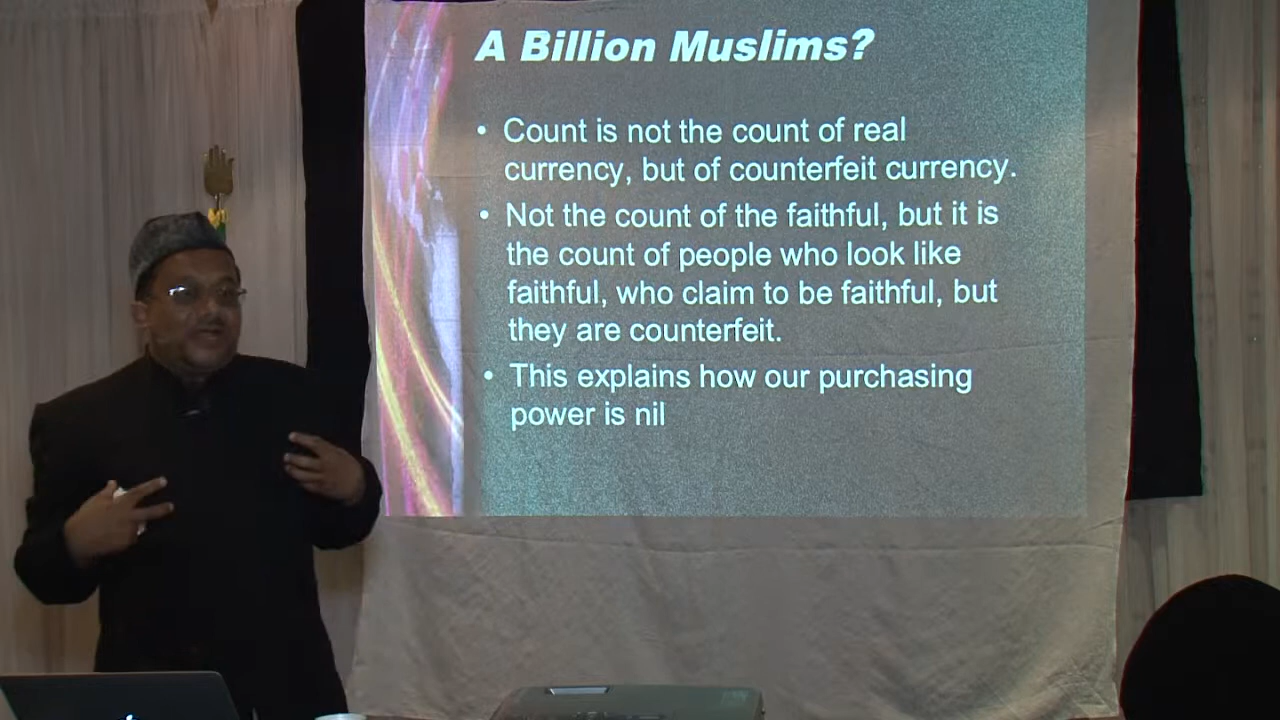 A Billion Muslims?
• Count is not the count of real
currency, but of counterfeit currency.
• Not the count of the faithful, but it is
the count of people who look like
faithful, who claim to be faithful, but
they are counterfeit.
• This explains how our purchasing
power is nil